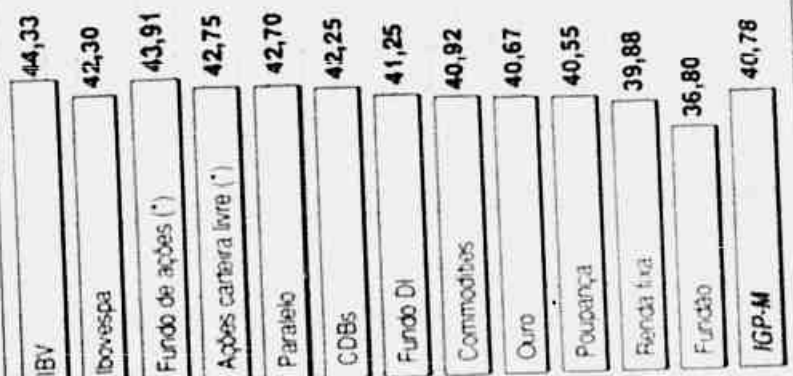 IBV 44,33
Ibovespa 42,30
Fundo de ações (*) 43,91
Ações carteira livre (*) 42,75
Paralelo 42,70
CDBs 42,25
Fundo DI 41,25
Commodities 40,92
Ouro 40,67
Poupança 40,55
Renda fixa 39,88
Fundão 36,80
IGP-M 40,78